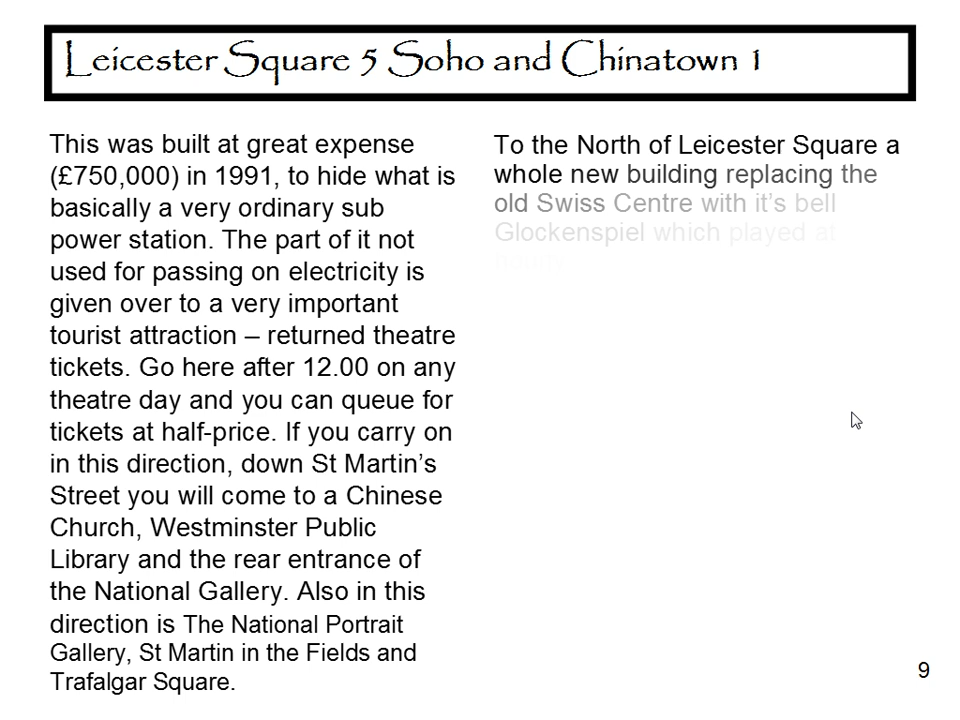 Leicester Square 5 Soho and Chinatown 1
This was built at great expense
(£750,000) in 1991, to hide what is
basically a very ordinary sub
power station. The part of it not
used for passing on electricity is
given over to a very important
tourist attraction – returned theatre
tickets. Go here after 12.00 on any
theatre day and you can queue for
tickets at half-price. If you carry on
in this direction, down St Martin’s
Street you will come to a Chinese
Church, Westminster Public
Library and the rear entrance of
the National Gallery. Also in this
direction is The National Portrait
Gallery, St Martin in the Fields and
Trafalgar Square.
To the North of Leicester Square a
whole new building replacing the
old Swiss Centre with it’s bell
Glockenspiel which played at
9